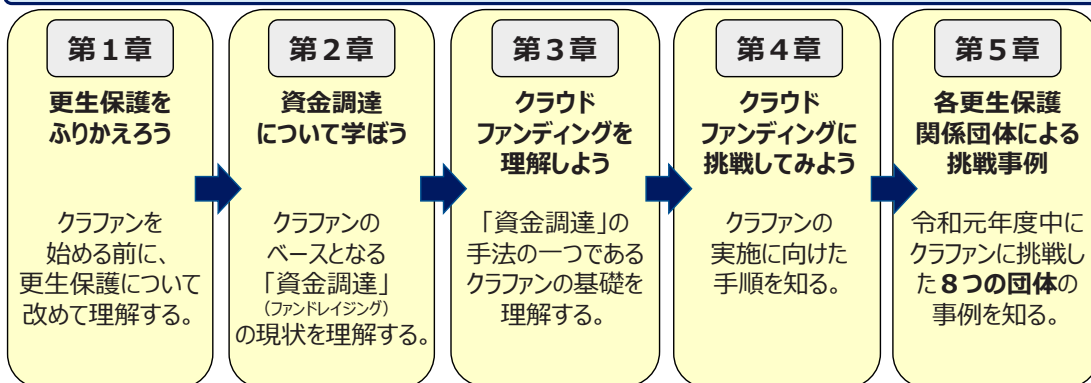 第1章
更生保護を
ふりかえろう
クラファンを
始める前に、
更生保護について
改めて理解する。
第2章
資金調達
について学ぼう
クラファンの
ベースとなる
「資金調達」
(ファンドレイジング)
の現状を理解する。
第3章
クラウド
ファンディングを
理解しよう
「資金調達」の
手法の一つである
クラファンの基礎を
理解する。
第4章
クラウド
ファンディングに
挑戦してみよう
クラファンの
実施に向けた
手順を知る。
第5章
各更生保護
関係団体による
挑戦事例
令和元年度中に
クラファンに挑戦し
た8つの団体の
事例を知る。